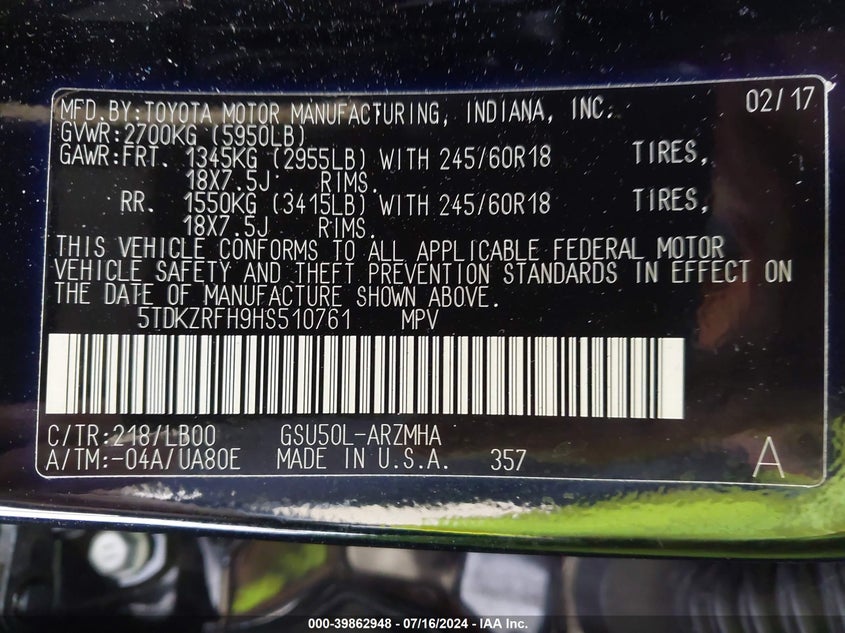 MFD.BY:TOYOTA MOTOR MANUFACTURING, INDIANA, INC. 02/17
GVWR:2700KG (5950LB)
GAWR:FRT. 1345KG (2955LB) WITH 245/60R18 TIRES,
18X7.5J RIMS.
RR. 1550KG (3415LB) WITH 245/60R18 TIRES,
18X7.5J RIMS.
THIS VEHICLE CONFORMS TO ALL APPLICABLE FEDERAL MOTOR
VEHICLE SAFETY AND THEFT PREVENTION STANDARDS IN EFFECT ON
THE DATE OF MANUFACTURE SHOWN ABOVE.
5TDKZRFH9HS510761 MPV
C/TR:218/LB00 GSU50L-ARZMHA
A/TM:-04A/UA80E MADE IN U.S.A. 357 A
000-39862948 - 07/16/2024 - IAA Inc.